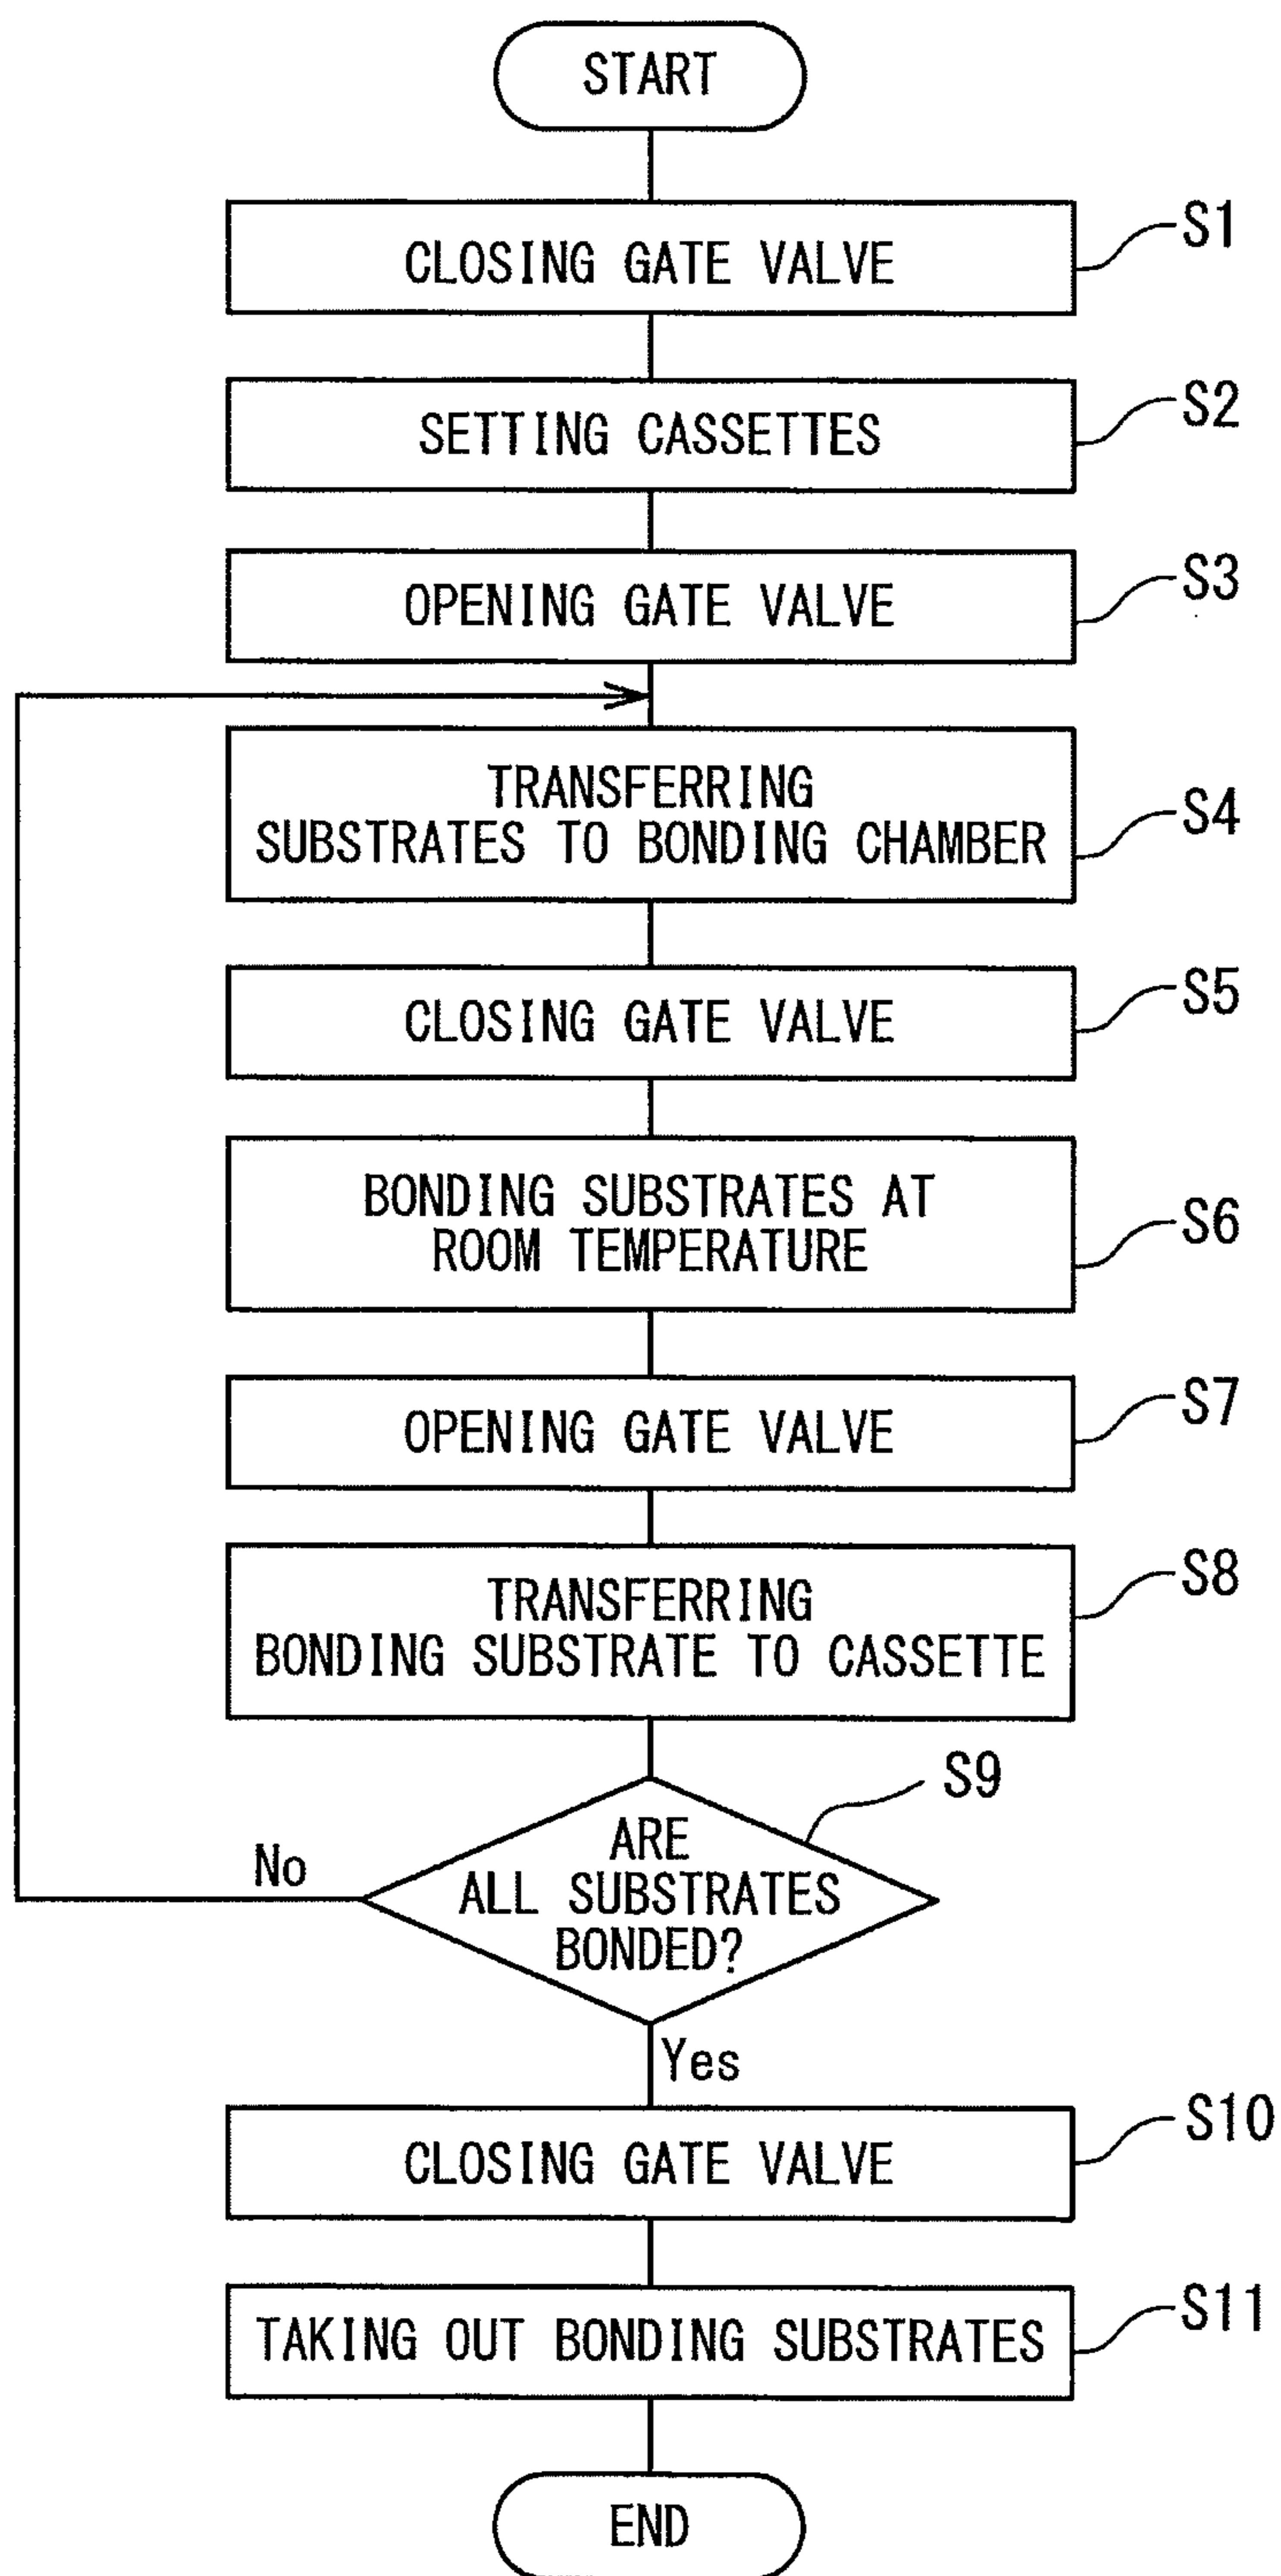 START
CLOSING GATE VALVE
S1
SETTING CASSETTES
S2
OPENING GATE VALVE
S3
TRANSFERRING
SUBSTRATES TO BONDING CHAMBER
S4
CLOSING GATE VALVE
S5
BONDING SUBSTRATES AT
ROOM TEMPERATURE
S6
OPENING GATE VALVE
S7
TRANSFERRING
BONDING SUBSTRATE TO CASSETTE
S8
S9
ARE
ALL SUBSTRATES
BONDED?
No
Yes
CLOSING GATE VALVE
S10
TAKING OUT BONDING SUBSTRATES
S11
END